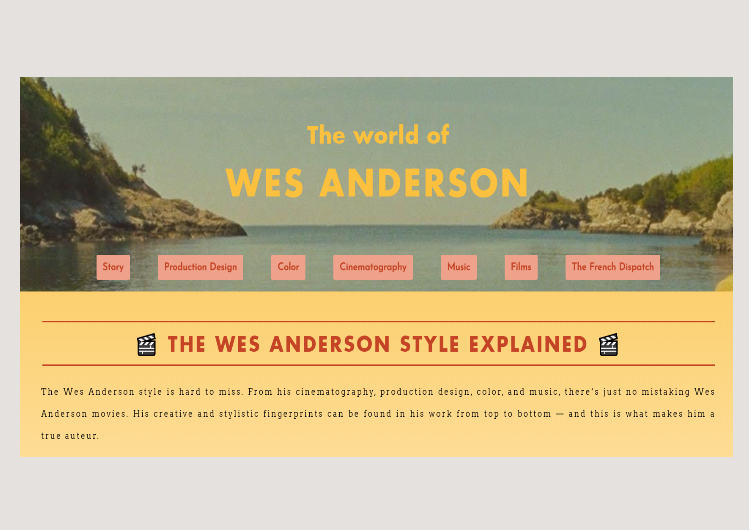 The world of
WES ANDERSON
Story Production Design Color Cinematography Music Films The French Dispatch
THE WES ANDERSON STYLE EXPLAINED
The Wes Anderson style is hard to miss. From his cinematography, production design, color, and music, there's just no mistaking Wes
Anderson movies. His creative and stylistic fingerprints can be found in his work from top to bottom — and this is what makes him a
true auteur.